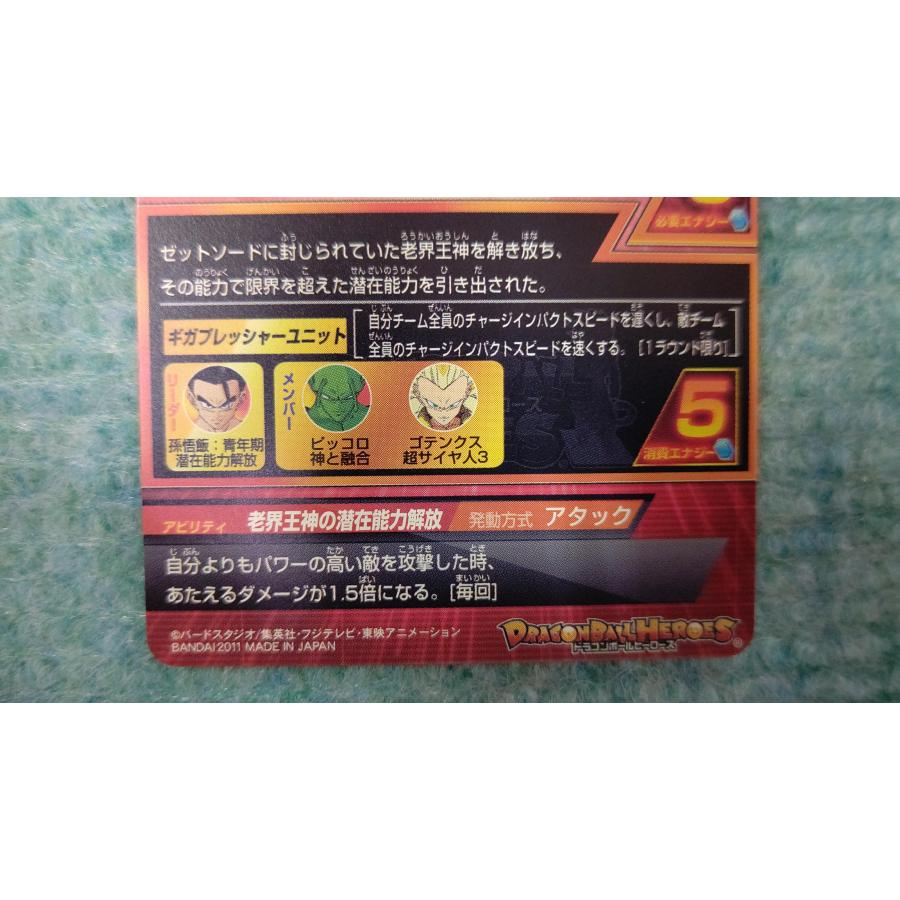 必要エナジー
ゼットソードに封じられていた老界王神を解き放ち、
その能力で限界を超えた潜在能力を引き出された。
ギガプレッシャーユニット
自分チーム全員のチャージインパクトスピードを遅くし、敵チーム
全員のチャージインパクトスピードを速くする。[1ラウンド限り]
リーダー
孫悟飯：青年期
潜在能力解放
メンバー
ピッコロ
神と融合
ゴテンクス
超サイヤ人3
5
消費エナジー
アビリティ 老界王神の潜在能力解放 発動方式 アタック
自分よりもパワーの高い敵を攻撃した時、
あたえるダメージが1.5倍になる。[毎回]
©バードスタジオ/集英社・フジテレビ・東映アニメーション
BANDAI 2011 MADE IN JAPAN
DRAGONBALL HEROES
ドラゴンボールヒーローズ